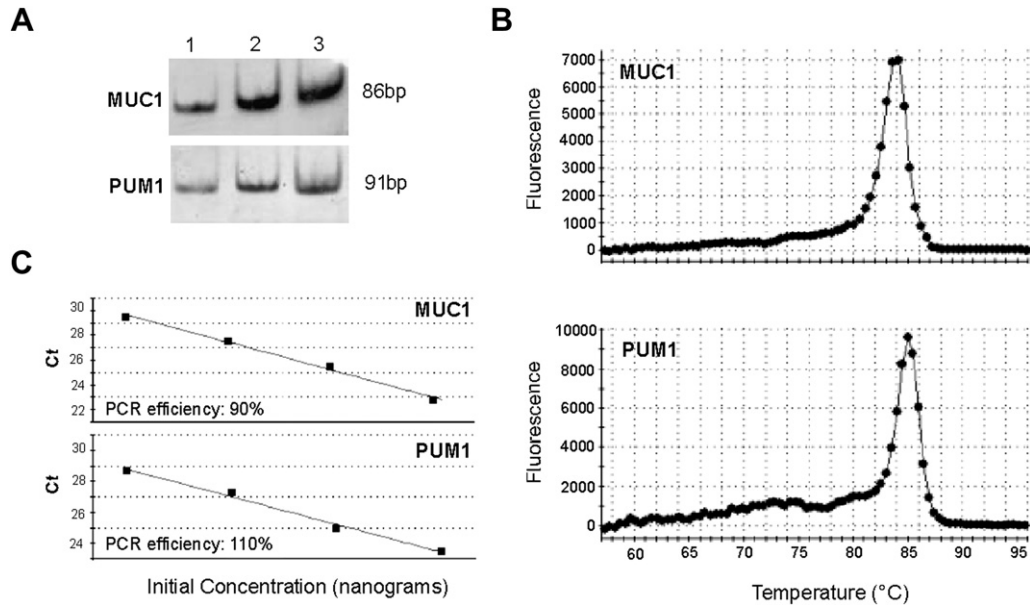 A
1 2 3
MUC1
86bp
PUM1
91bp
B
MUC1
Fluorescence
7000
6000
5000
4000
3000
2000
1000
0
PUM1
Fluorescence
10000
8000
6000
4000
2000
0
60 65 70 75 80 85 90 95
Temperature (°C)
C
MUC1
Ct
30
28
26
25
23
22
PCR efficiency: 90%
PUM1
Ct
30
28
26
24
PCR efficiency: 110%
Initial Concentration (nanograms)